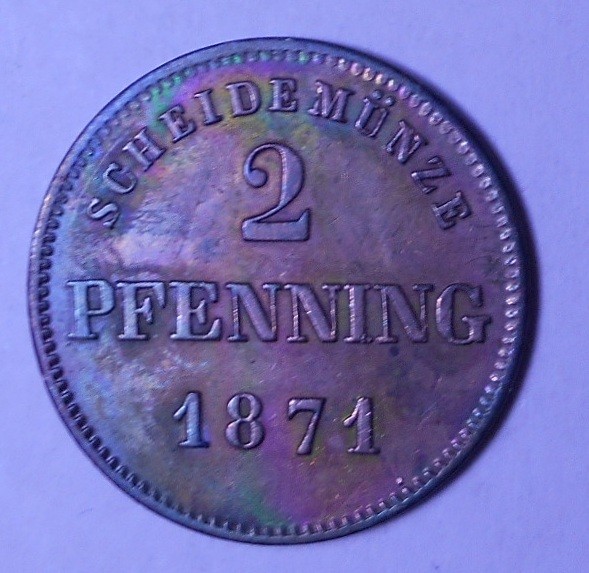 SCHEIDEMÜNZE
2
PFENNING
1871